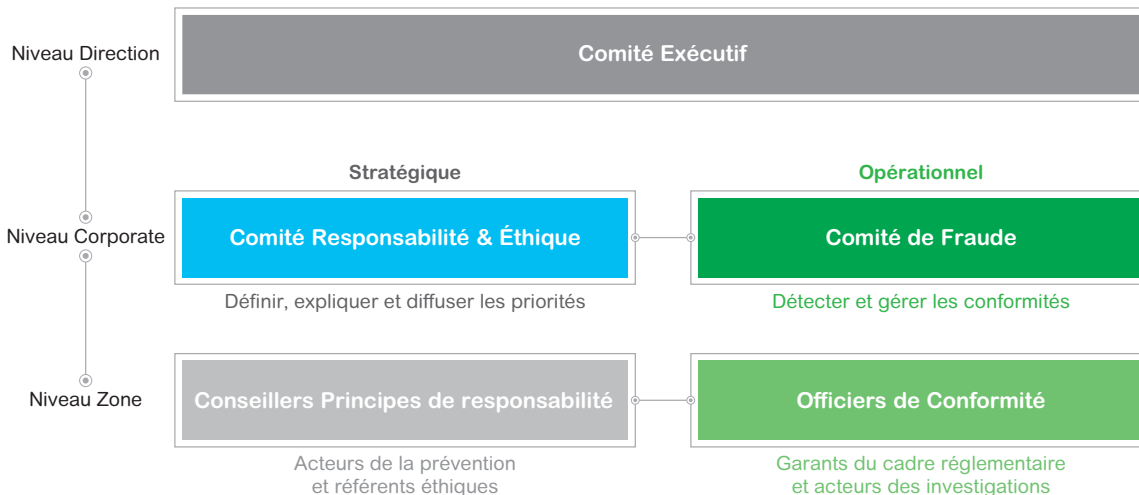 Niveau Direction
Comité Exécutif
Stratégique
Opérationnel
Niveau Corporate
Comité Responsabilité & Éthique
Comité de Fraude
Définir, expliquer et diffuser les priorités
Détecter et gérer les conformités
Niveau Zone
Conseillers Principes de responsabilité
Officiers de Conformité
Acteurs de la prévention
et référents éthiques
Garants du cadre réglementaire
et acteurs des investigations